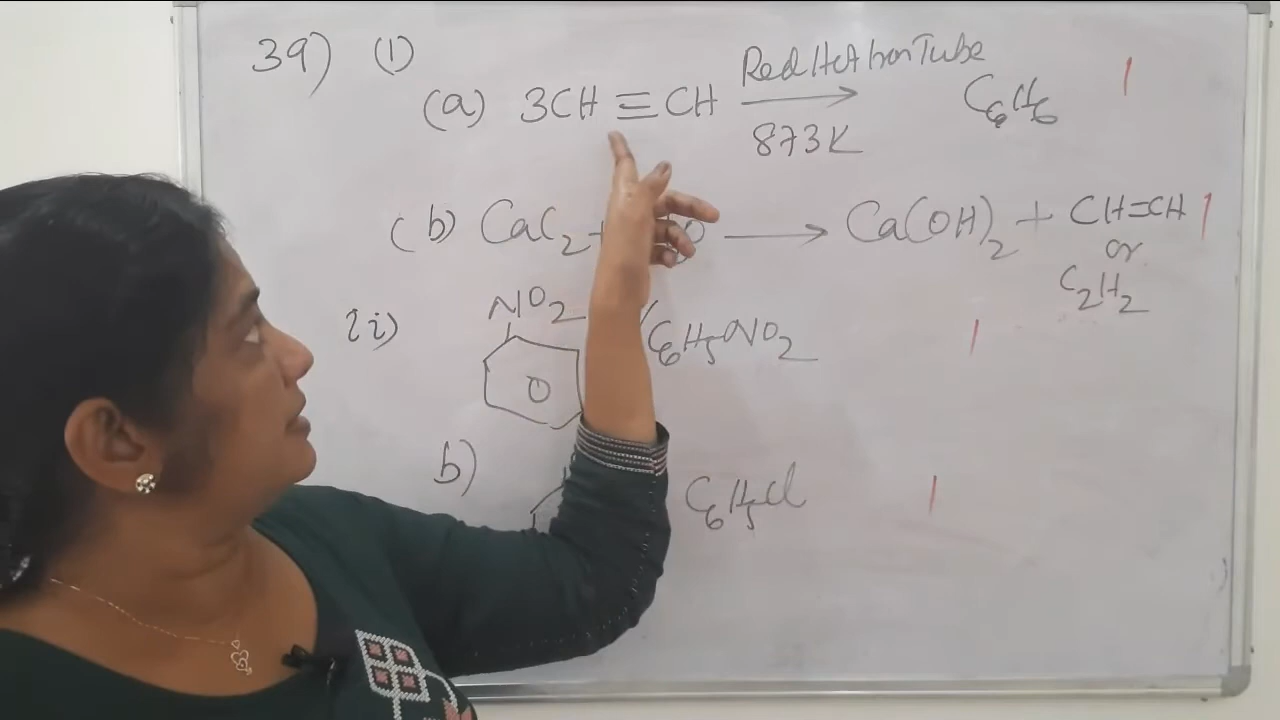 39) (1)
(a) 3CH≡CH Red Hot Iron Tube 873K → C6H6 1
(b) CaC2 + O → Ca(OH)2 + CH≡CH 1
or
C2H2
ii) NO2 / C6H5NO2 1
b) C6H5Cl 1